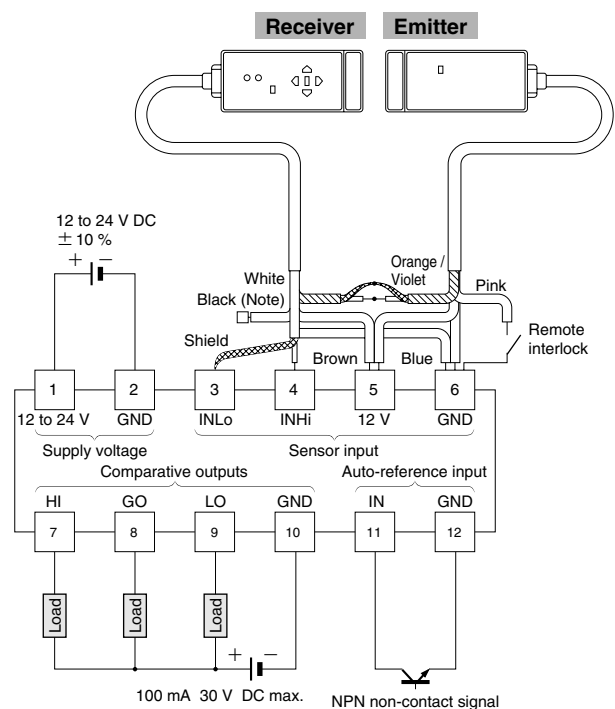 Receiver
Emitter
12 to 24 V DC
± 10 %
+ −
White
Black (Note)
Shield
Orange /
Violet
Pink
Remote
interlock
Brown
Blue
1
2
3
4
5
6
12 to 24 V
GND
INLo
INHi
12 V
GND
Supply voltage
Sensor input
Comparative outputs
Auto-reference input
HI
GO
LO
GND
IN
GND
7
8
9
10
11
12
Load
Load
Load
+ −
100 mA 30 V DC max.
NPN non-contact signal